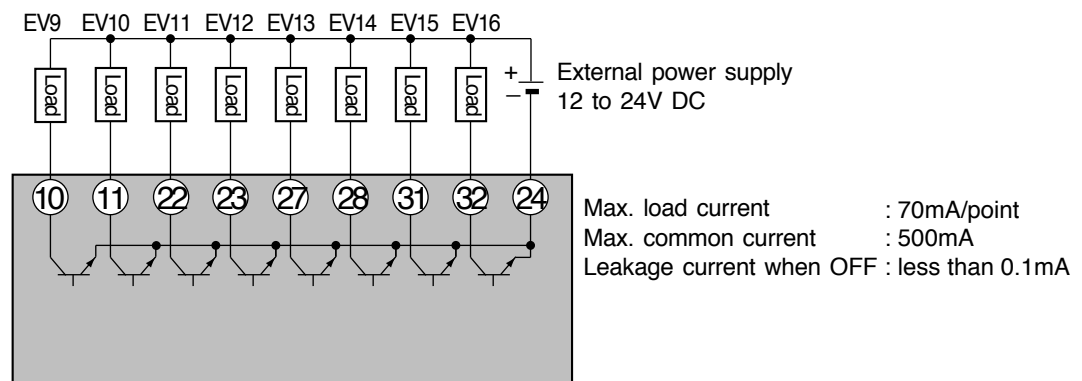 EV9 EV10 EV11 EV12 EV13 EV14 EV15 EV16
Load Load Load Load Load Load Load Load
+ External power supply
− 12 to 24V DC
10 11 22 23 27 28 31 32 24
Max. load current : 70mA/point
Max. common current : 500mA
Leakage current when OFF : less than 0.1mA